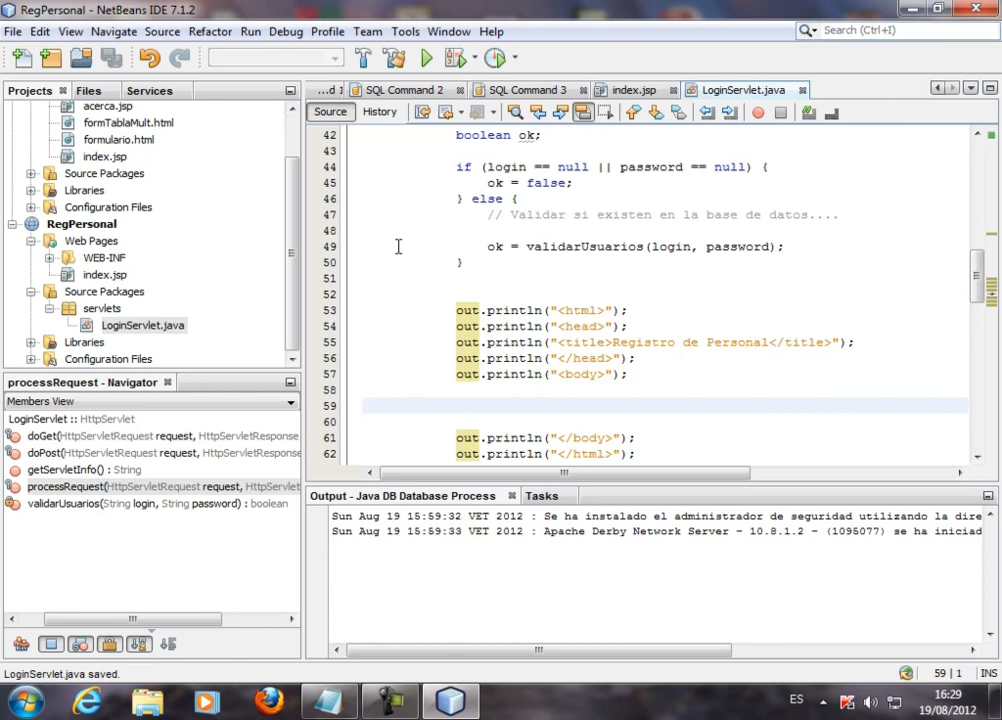 RegPersonal - NetBeans IDE 7.1.2
File Edit View Navigate Source Refactor Run Debug Profile Team Tools Window Help
Search (Ctrl+I)
Projects Files Services
...d 1 SQL Command 2 SQL Command 3 index.jsp LoginServlet.java
Source History
acerca.jsp
formTablaMult.html
formulario.html
index.jsp
Source Packages
Libraries
Configuration Files
RegPersonal
Web Pages
WEB-INF
index.jsp
Source Packages
servlets
LoginServlet.java
Libraries
Configuration Files
42 boolean ok;
43
44 if (login == null || password == null) {
45 ok = false;
46 } else {
47 // Validar si existen en la base de datos....
48
49 ok = validarUsuarios(login, password);
50 }
51
52
53 out.println("<html>");
54 out.println("<head>");
55 out.println("<title>Registro de Personal</title>");
56 out.println("</head>");
57 out.println("<body>");
58
59
60
61 out.println("</body>");
62 out.println("</html>");
processRequest - Navigator
Members View
LoginServlet :: HttpServlet
doGet(HttpServletRequest request, HttpServletResponse
doPost(HttpServletRequest request, HttpServletResponse
getServletInfo() : String
processRequest(HttpServletRequest request, HttpServlet
validarUsuarios(String login, String password) : boolean
Output - Java DB Database Process Tasks
Sun Aug 19 15:59:32 VET 2012 : Se ha instalado el administrador de seguridad utilizando la dire
Sun Aug 19 15:59:33 VET 2012 : Apache Derby Network Server - 10.8.1.2 - (1095077) se ha iniciad
LoginServlet.java saved.
59 | 1 INS
ES
16:29
19/08/2012